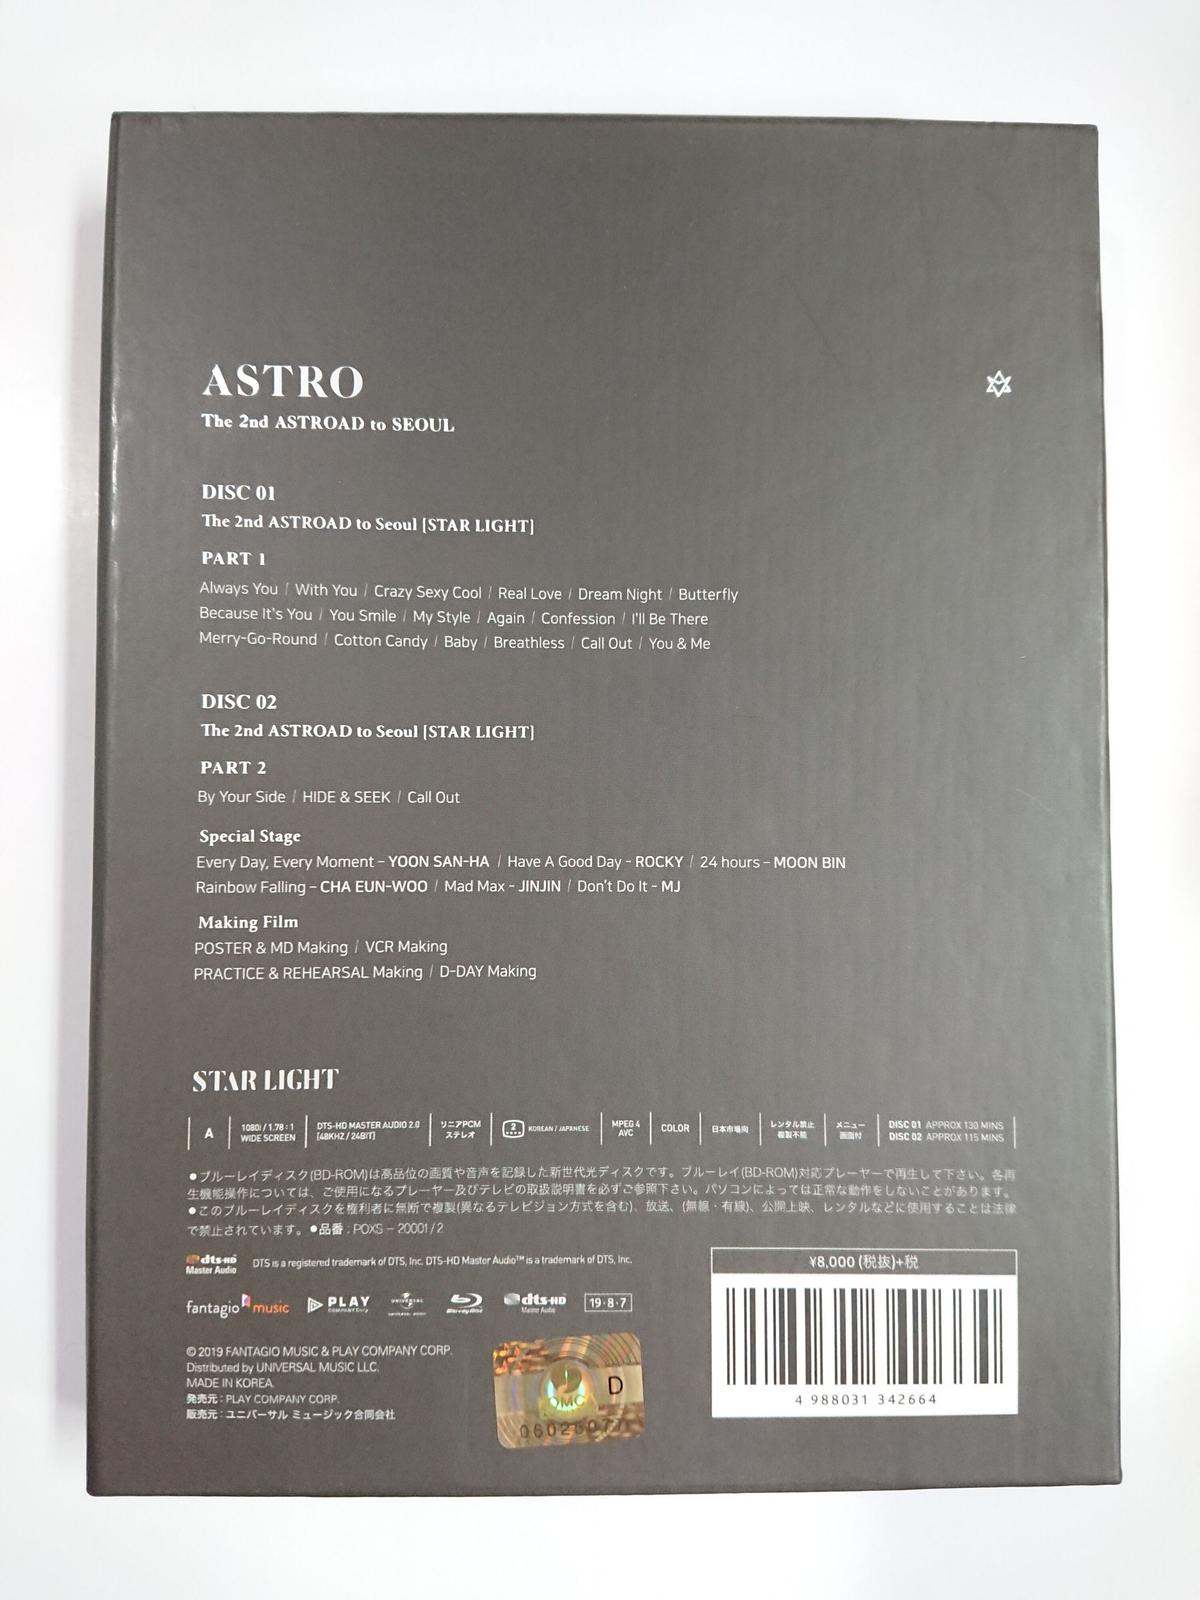 ASTRO
The 2nd ASTROAD to SEOUL
DISC 01
The 2nd ASTROAD to Seoul [STAR LIGHT]
PART 1
Always You / With You / Crazy Sexy Cool / Real Love / Dream Night / Butterfly
Because It's You / You Smile / My Style / Again / Confession / I'll Be There
Merry-Go-Round / Cotton Candy / Baby / Breathless / Call Out / You & Me
DISC 02
The 2nd ASTROAD to Seoul [STAR LIGHT]
PART 2
By Your Side / HIDE & SEEK / Call Out
Special Stage
Every Day, Every Moment – YOON SAN-HA / Have A Good Day - ROCKY / 24 hours – MOON BIN
Rainbow Falling – CHA EUN-WOO / Mad Max - JINJIN / Don't Do It - MJ
Making Film
POSTER & MD Making / VCR Making
PRACTICE & REHEARSAL Making / D-DAY Making
STAR LIGHT
A
1080i / 1.78 : 1
WIDE SCREEN
DTS-HD MASTER AUDIO 2.0
[48KHZ / 24BIT]
リニアPCM
ステレオ
2
KOREAN / JAPANESE
MPEG 4
AVC
COLOR
日本市場向
レンタル禁止
複製不能
メニュー
画面付
DISC 01 APPROX 130 MINS
DISC 02 APPROX 115 MINS
●ブルーレイディスク(BD-ROM)は高品位の画質や音声を記録した新世代光ディスクです。ブルーレイ(BD-ROM)対応プレーヤーで再生して下さい。各再
生機能操作については、ご使用になるプレーヤー及びテレビの取扱説明書を必ずご参照下さい。パソコンによっては正常な動作をしないことがあります。
●このブルーレイディスクを権利者に無断で複製(異なるテレビジョン方式を含む)、放送、(無線・有線)、公開上映、レンタルなどに使用することは法律
で禁止されています。●品番 : POXS – 20001 / 2
dts-HD
Master Audio
DTS is a registered trademark of DTS, Inc. DTS-HD Master Audio™ is a trademark of DTS, Inc.
¥8,000 (税抜)+税
fantagio music
PLAY
COMPANY Corp.
UNIVERSAL
UNIVERSAL MUSIC
Blu-ray Disc
dts-HD
Master Audio
19·8·7
© 2019 FANTAGIO MUSIC & PLAY COMPANY CORP.
Distributed by UNIVERSAL MUSIC LLC.
MADE IN KOREA.
発売元 : PLAY COMPANY CORP.
販売元 : ユニバーサル ミュージック合同会社
D
4 988031 342664